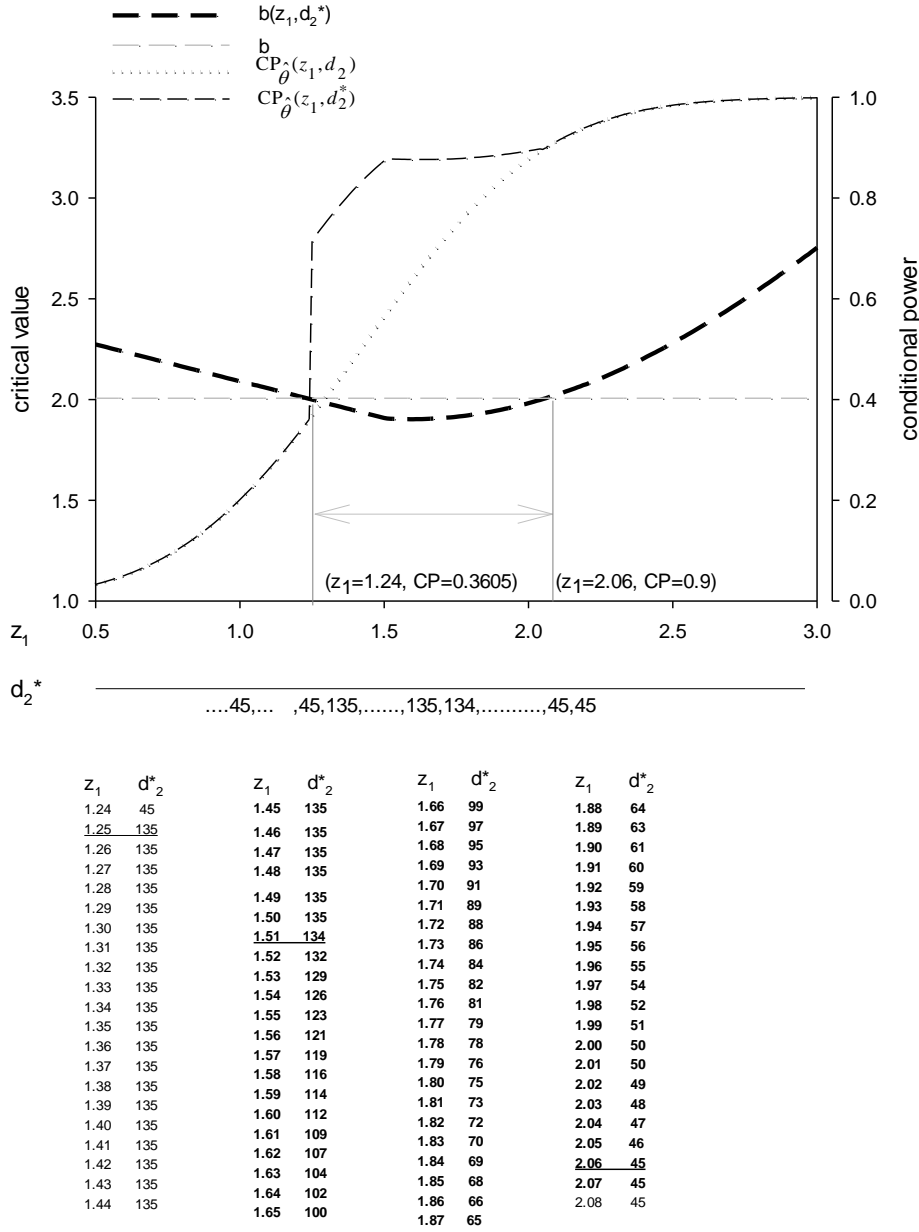 b(z₁,d₂*)
b
CP_θ̂(z₁,d₂)
CP_θ̂(z₁,d₂*)
3.5 1.0
3.0 0.8
2.5 0.6
2.0 0.4
1.5 0.2
1.0 0.0
critical value
conditional power
(z₁=1.24, CP=0.3605) (z₁=2.06, CP=0.9)
z₁ 0.5 1.0 1.5 2.0 2.5 3.0
d₂*
....45,... ,45,135,......,135,134,..........,45,45
z₁ d*₂ z₁ d*₂ z₁ d*₂ z₁ d*₂
1.24 45 1.45 135 1.66 99 1.88 64
1.25 135 1.46 135 1.67 97 1.89 63
1.26 135 1.47 135 1.68 95 1.90 61
1.27 135 1.48 135 1.69 93 1.91 60
1.28 135 1.49 135 1.70 91 1.92 59
1.29 135 1.50 135 1.71 89 1.93 58
1.30 135 1.51 134 1.72 88 1.94 57
1.31 135 1.52 132 1.73 86 1.95 56
1.32 135 1.53 129 1.74 84 1.96 55
1.33 135 1.54 126 1.75 82 1.97 54
1.34 135 1.55 123 1.76 81 1.98 52
1.35 135 1.56 121 1.77 79 1.99 51
1.36 135 1.57 119 1.78 78 2.00 50
1.37 135 1.58 116 1.79 76 2.01 50
1.38 135 1.59 114 1.80 75 2.02 49
1.39 135 1.60 112 1.81 73 2.03 48
1.40 135 1.61 109 1.82 72 2.04 47
1.41 135 1.62 107 1.83 70 2.05 46
1.42 135 1.63 104 1.84 69 2.06 45
1.43 135 1.64 102 1.85 68 2.07 45
1.44 135 1.65 100 1.86 66 2.08 45
1.87 65